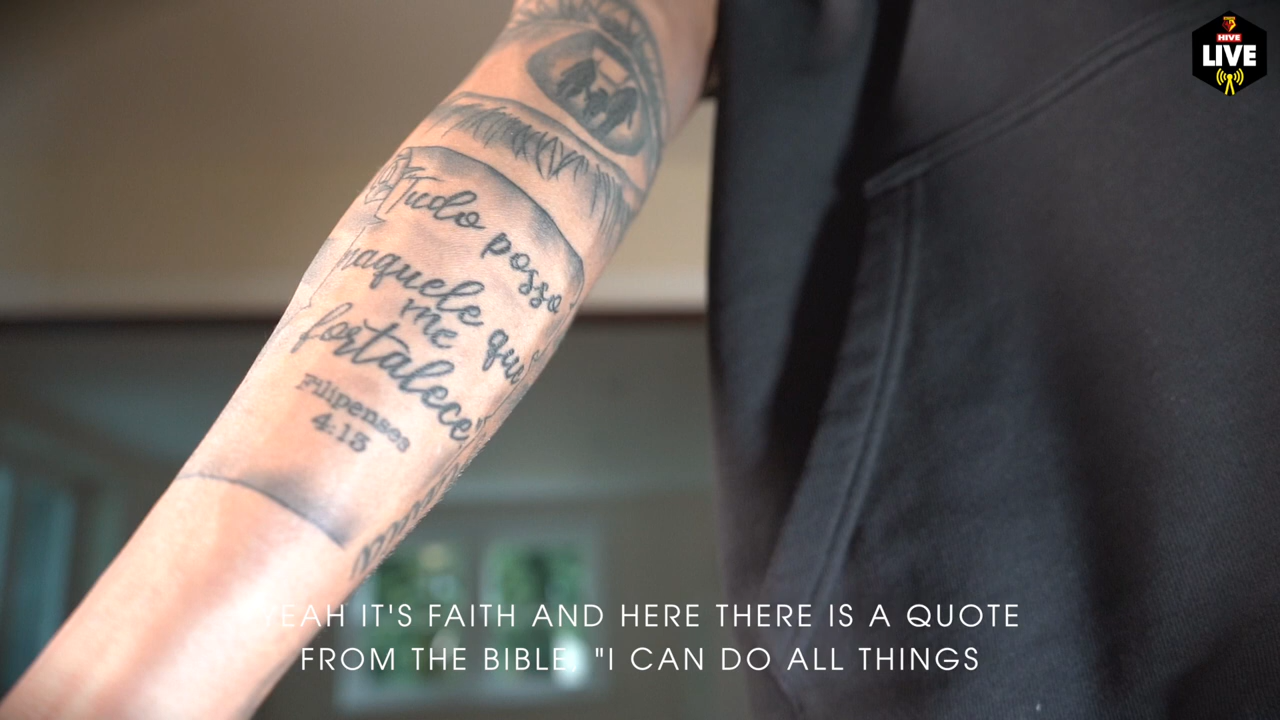 HIVE
LIVE
"Tudo posso
naquele que
me
fortalece"
Filipenses
4:13
YEAH IT'S FAITH AND HERE THERE IS A QUOTE
FROM THE BIBLE, "I CAN DO ALL THINGS